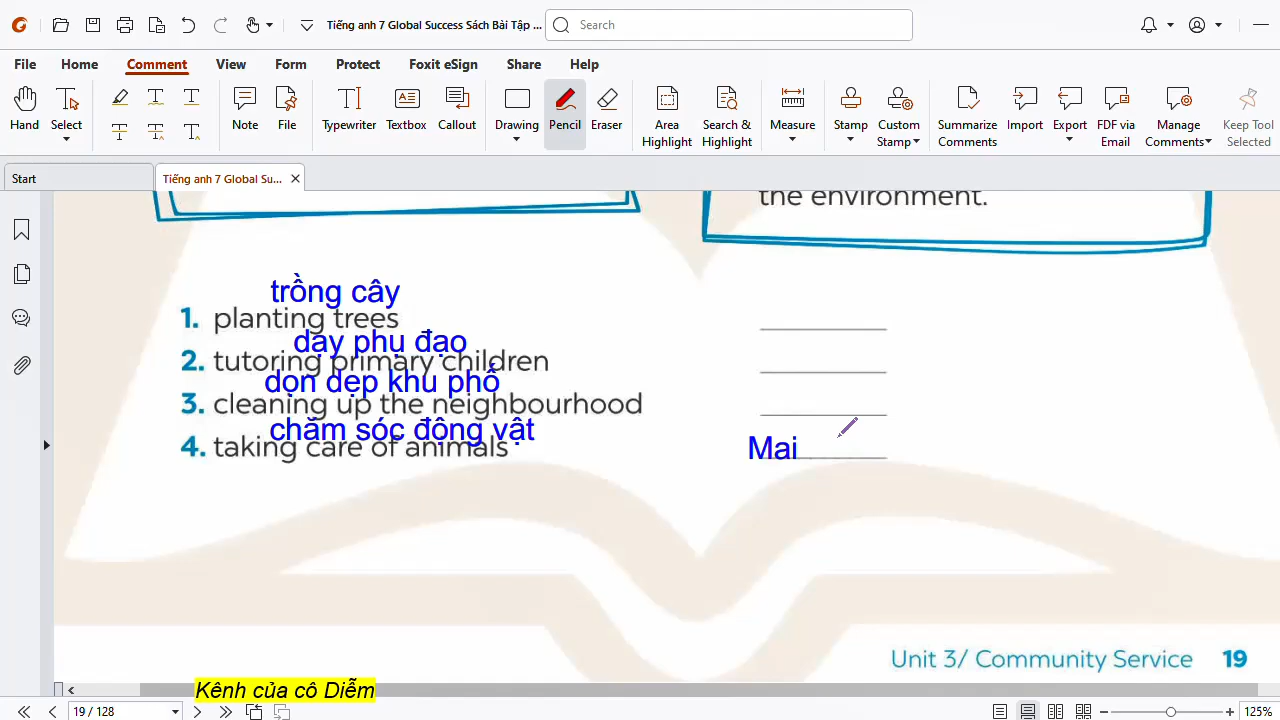 Tiếng anh 7 Global Success Sách Bài Tập ...
Search
File Home Comment View Form Protect Foxit eSign Share Help
Hand Select Note File Typewriter Textbox Callout Drawing Pencil Eraser Area Highlight Search & Highlight Measure Stamp Custom Stamp Summarize Comments Import Export FDF via Email Manage Comments Keep Tool Selected
Start Tiếng anh 7 Global Su...
the environment.
trồng cây
1. planting trees
dạy phụ đạo
2. tutoring primary children
dọn dẹp khu phố
3. cleaning up the neighbourhood
chăm sóc động vật
4. taking care of animals Mai
Unit 3/ Community Service 19
Kênh của cô Diễm
19 / 128 125%